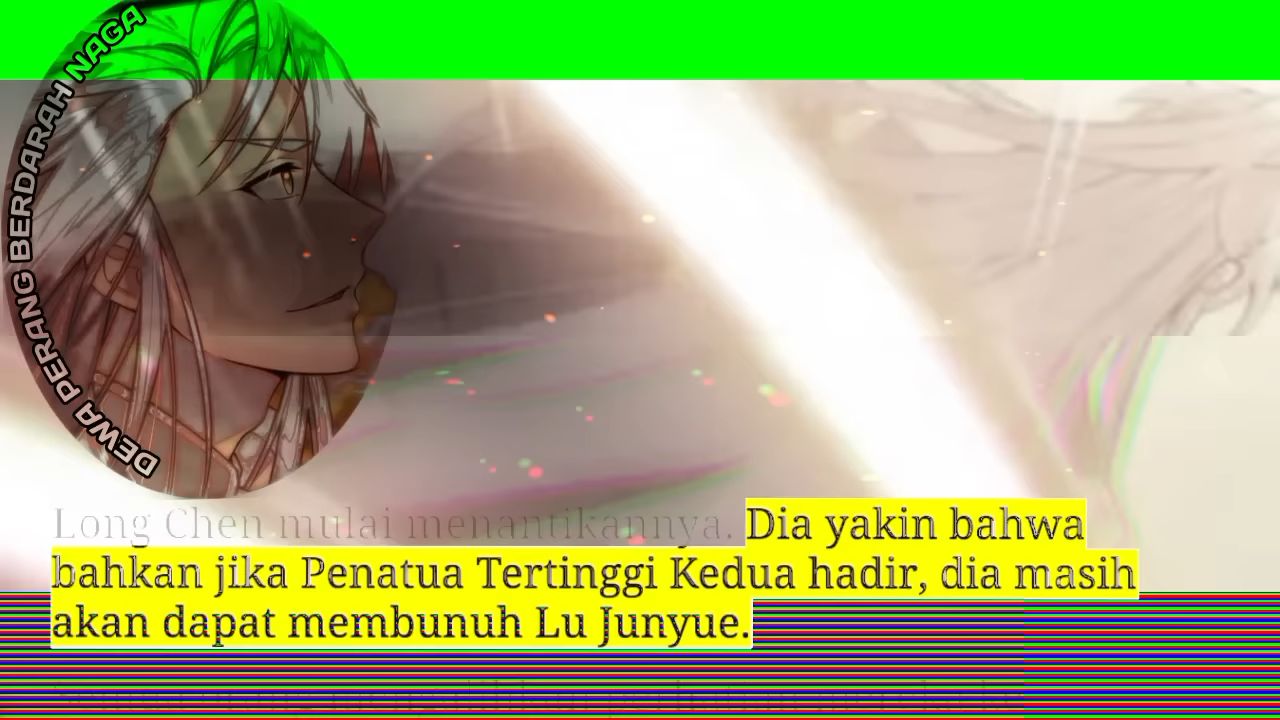 DEWA PERANG BERDARAH NAGA
Long Chen mulai menantikannya. Dia yakin bahwa
bahkan jika Penatua Tertinggi Kedua hadir, dia masih
akan dapat membunuh Lu Junyue.